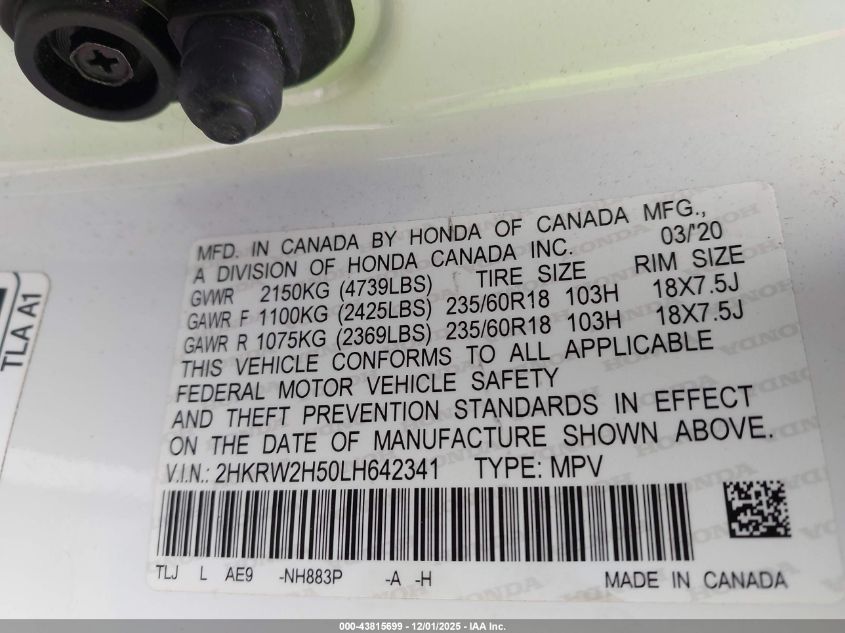 MFD. IN CANADA BY HONDA OF CANADA MFG.,
A DIVISION OF HONDA CANADA INC. 03/'20
GVWR 2150KG (4739LBS) TIRE SIZE RIM SIZE
GAWR F 1100KG (2425LBS) 235/60R18 103H 18X7.5J
GAWR R 1075KG (2369LBS) 235/60R18 103H 18X7.5J
THIS VEHICLE CONFORMS TO ALL APPLICABLE
FEDERAL MOTOR VEHICLE SAFETY
AND THEFT PREVENTION STANDARDS IN EFFECT
ON THE DATE OF MANUFACTURE SHOWN ABOVE.
V.I.N.: 2HKRW2H50LH642341 TYPE: MPV
TLJ L AE9 -NH883P -A -H MADE IN CANADA
TLA A1
000-43815699 - 12/01/2025 - IAA Inc.